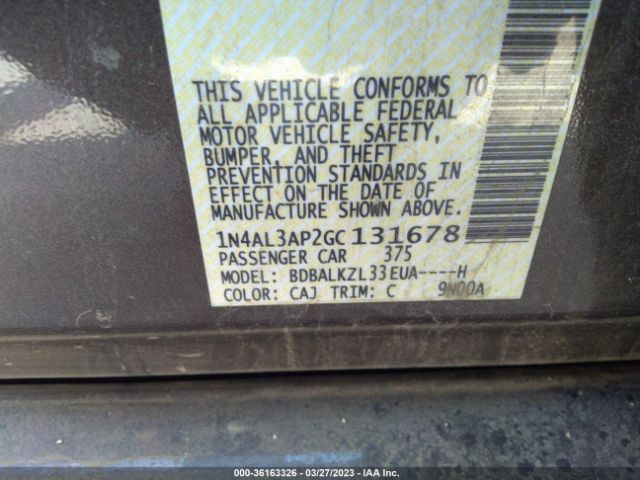 THIS VEHICLE CONFORMS TO
ALL APPLICABLE FEDERAL
MOTOR VEHICLE SAFETY,
BUMPER, AND THEFT
PREVENTION STANDARDS IN
EFFECT ON THE DATE OF
MANUFACTURE SHOWN ABOVE.
1N4AL3AP2GC131678
PASSENGER CAR 375
MODEL: BDBALKZL33EUA----H
COLOR: CAJ TRIM: C 9N00A
000-36163326 | 03/27/2023 | IAA Inc.